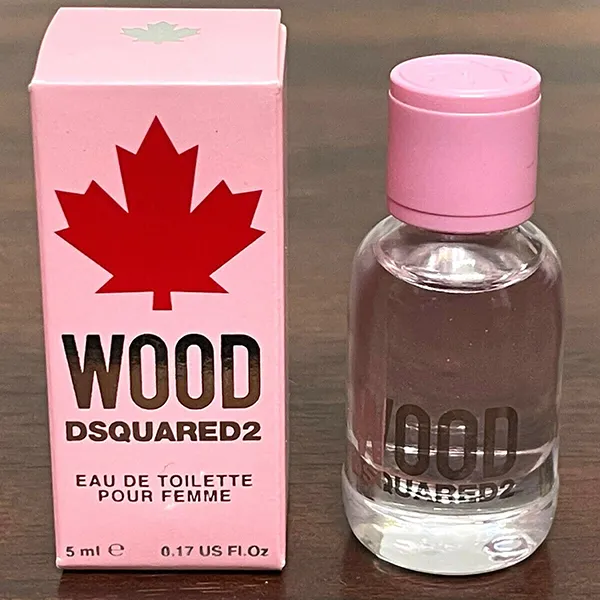 WOOD
DSQUARED2
EAU DE TOILETTE
POUR FEMME
5 ml ℮ 0.17 US Fl.Oz
WOOD
DSQUARED2